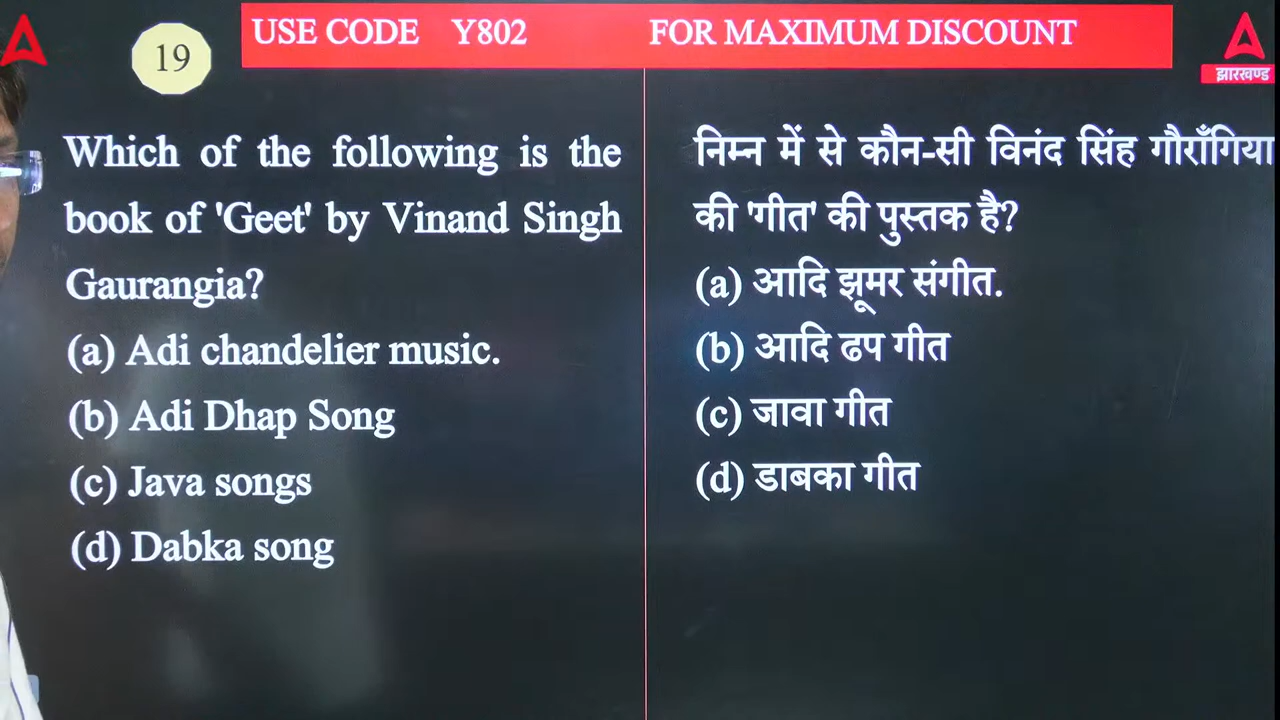 USE CODE Y802 FOR MAXIMUM DISCOUNT
19
झारखण्ड
Which of the following is the
book of 'Geet' by Vinand Singh
Gaurangia?
(a) Adi chandelier music.
(b) Adi Dhap Song
(c) Java songs
(d) Dabka song
निम्न में से कौन-सी विनंद सिंह गौराँगिया
की 'गीत' की पुस्तक है?
(a) आदि झूमर संगीत.
(b) आदि ढप गीत
(c) जावा गीत
(d) डाबका गीत